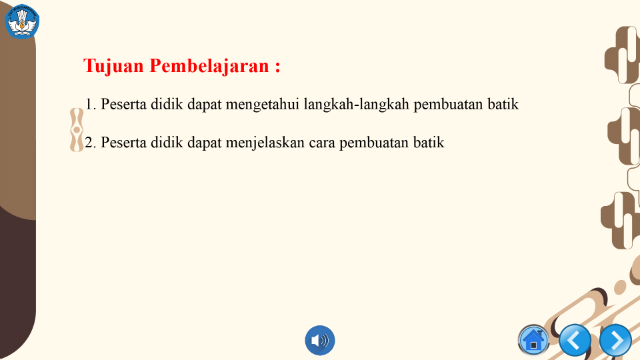 Tujuan Pembelajaran :
1. Peserta didik dapat mengetahui langkah-langkah pembuatan batik
2. Peserta didik dapat menjelaskan cara pembuatan batik